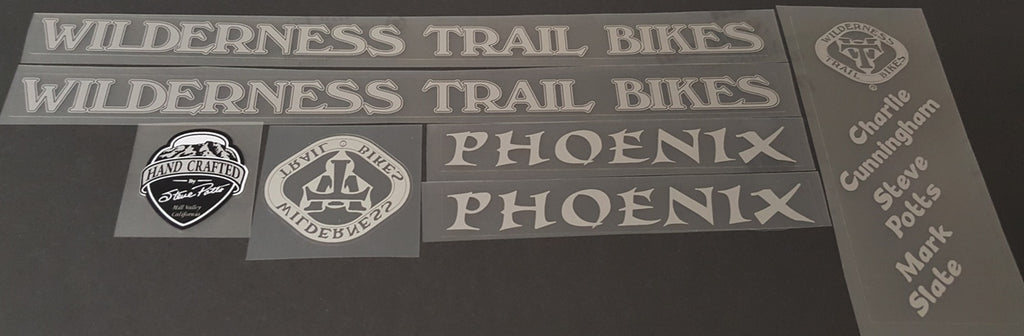 WILDERNESS TRAIL BIKES
WILDERNESS TRAIL BIKES
HAND CRAFTED
By
Steve Potts
Mill Valley
California
TRAIL BIKES
WILDERNESS
PHOENIX
PHOENIX
WILDERNESS
TRAIL BIKES
Charlie
Cunningham
Steve
Potts
Mark
Slate